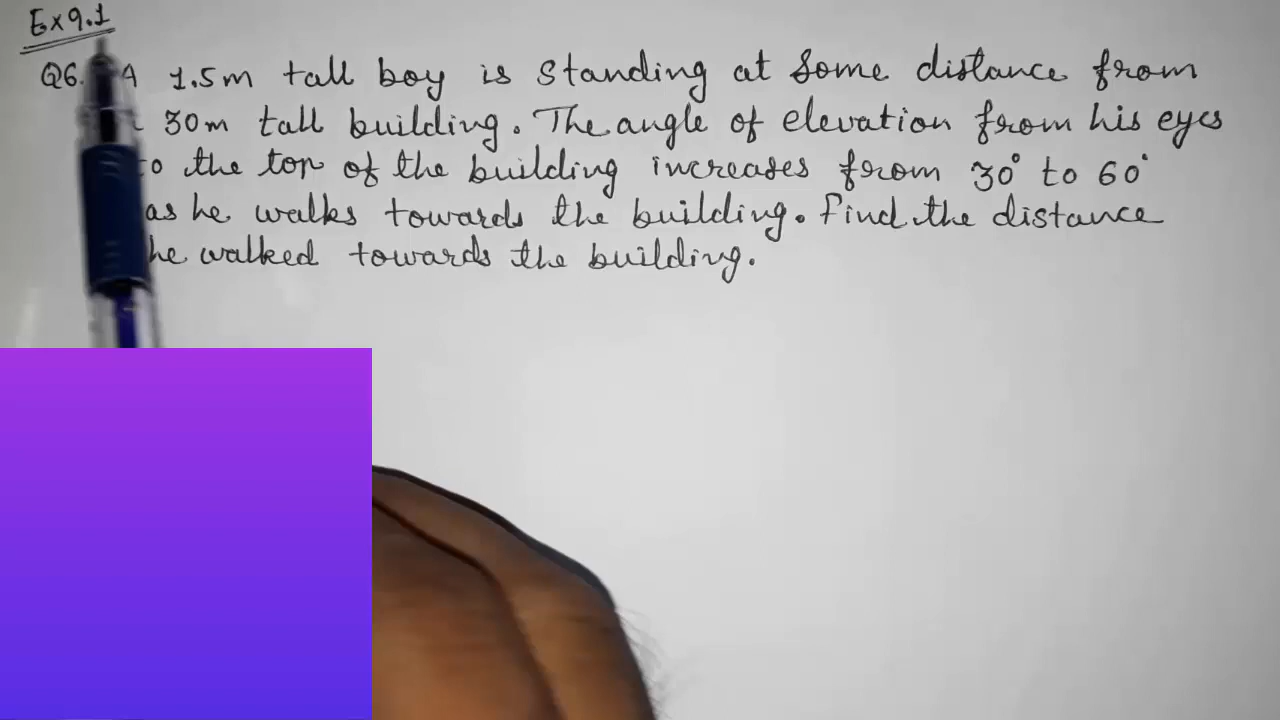 Ex 9.1
Q6. A 1.5m tall boy is standing at some distance from
30m tall building. The angle of elevation from his eyes
to the top of the building increases from 30° to 60°
as he walks towards the building. Find the distance
he walked towards the building.